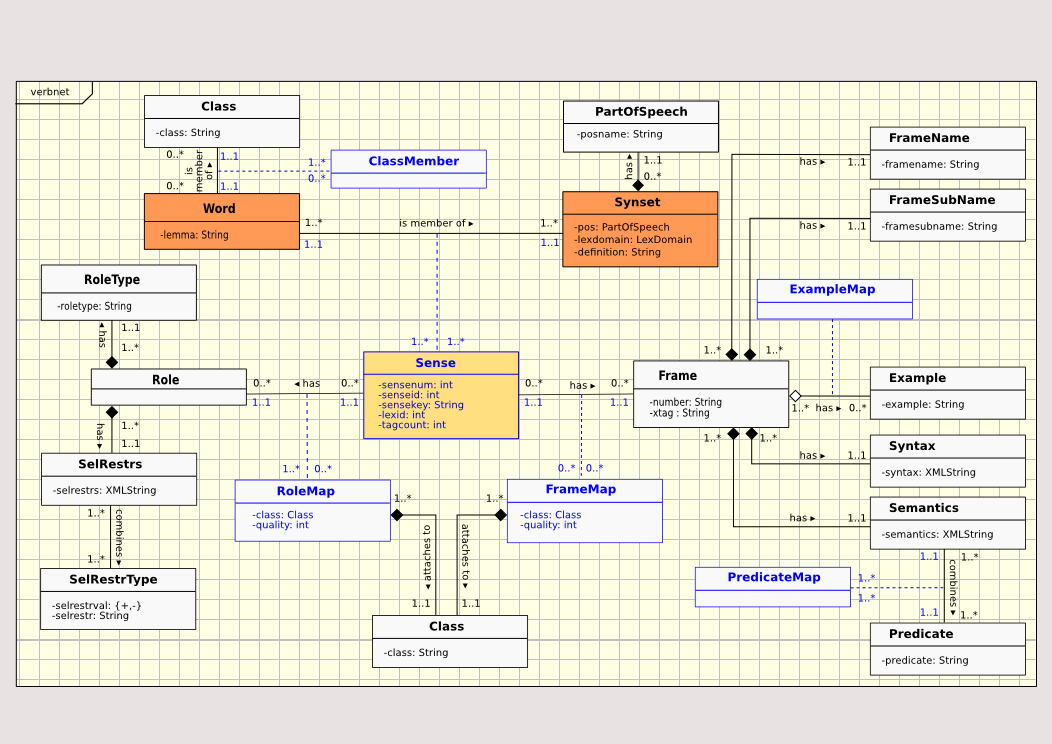 verbnet
Class
-class: String
PartOfSpeech
-posname: String
FrameName
-framename: String
0..*
is member of ▲
1..1
1..*
ClassMember
0..*
0..*
1..1
has ▲
1..1
0..*
has ►
1..1
Word
-lemma: String
1..*
is member of ►
1..*
1..1
1..1
Synset
-pos: PartOfSpeech
-lexdomain: LexDomain
-definition: String
FrameSubName
-framesubname: String
has ►
1..1
RoleType
-roletype: String
ExampleMap
▲ has
1..1
1..*
1..*
1..*
1..*
1..*
Role
0..*
◄ has
0..*
1..1
1..1
Sense
-sensenum: int
-senseid: int
-sensekey: String
-lexid: int
-tagcount: int
0..*
has ►
0..*
1..1
1..1
Frame
-number: String
-xtag : String
1..*
has ►
0..*
Example
-example: String
has ►
1..*
1..1
1..*
1..*
has ►
1..1
Syntax
-syntax: XMLString
SelRestrs
-selrestrs: XMLString
1..*
0..*
0..*
0..*
RoleMap
-class: Class
-quality: int
1..*
1..*
FrameMap
-class: Class
-quality: int
has ►
1..1
Semantics
-semantics: XMLString
1..*
combines ►
1..*
attaches to ►
attaches to ►
1..1
1..1
1..1
1..*
combines ►
1..1
1..*
PredicateMap
1..*
1..*
SelRestrType
-selrestrval: {+,-}
-selrestr: String
Class
-class: String
Predicate
-predicate: String